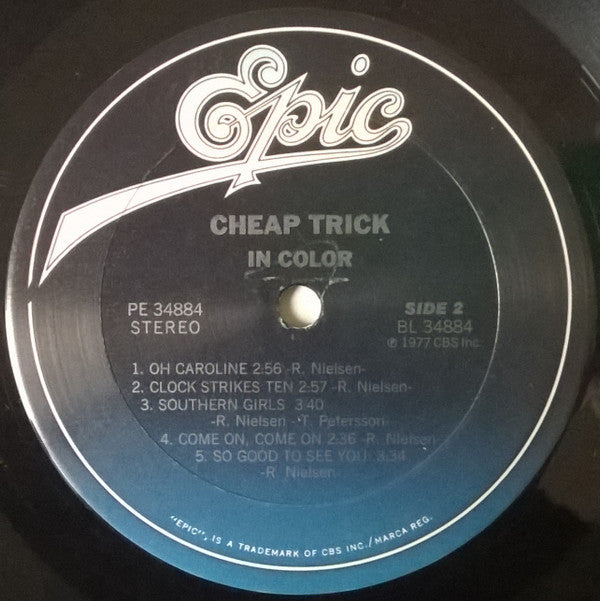 Epic
CHEAP TRICK
IN COLOR
PE 34884
STEREO
SIDE 2
BL 34884
℗ 1977 CBS Inc.
1. OH CAROLINE 2:56 -R. Nielsen-
2. CLOCK STRIKES TEN 2:57 -R. Nielsen-
3. SOUTHERN GIRLS 3:40
-R. Nielsen - T. Petersson-
4. COME ON, COME ON 2:36 -R. Nielsen-
5. SO GOOD TO SEE YOU 3:34
-R. Nielsen-
"EPIC", IS A TRADEMARK OF CBS INC./MARCA REG.